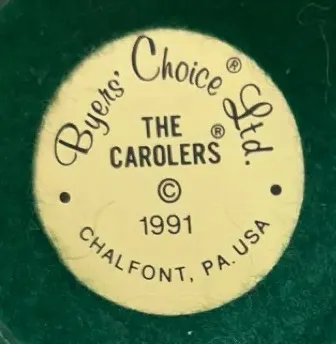 Byers' Choice® Ltd.
THE
CAROLERS®
©
1991
CHALFONT, PA. USA